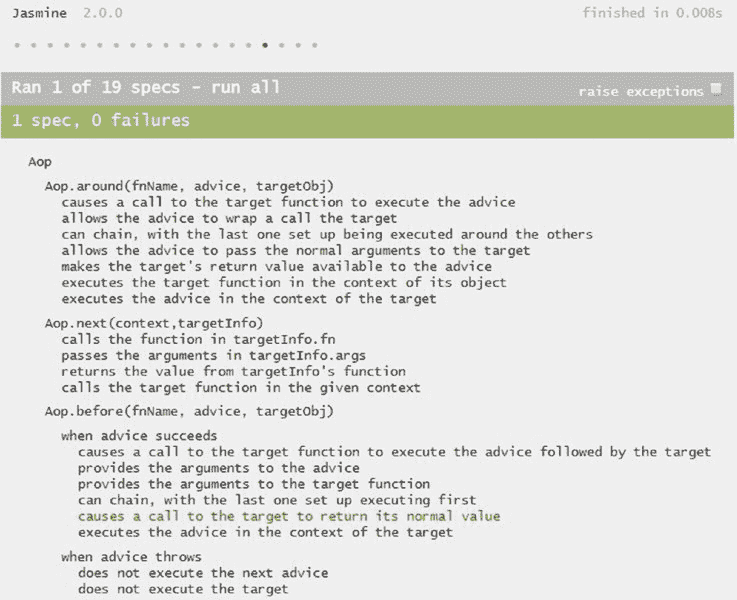 Jasmine 2.0.0
finished in 0.008s
Ran 1 of 19 specs - run all
raise exceptions
1 spec, 0 failures
Aop
Aop.around(fnName, advice, targetObj)
causes a call to the target function to execute the advice
allows the advice to wrap a call the target
can chain, with the last one set up being executed around the others
allows the advice to pass the normal arguments to the target
makes the target's return value available to the advice
executes the target function in the context of its object
executes the advice in the context of the target
Aop.next(context,targetInfo)
calls the function in targetInfo.fn
passes the arguments in targetInfo.args
returns the value from targetInfo's function
calls the target function in the given context
Aop.before(fnName, advice, targetObj)
when advice succeeds
causes a call to the target function to execute the advice followed by the target
provides the arguments to the advice
provides the arguments to the target function
can chain, with the last one set up executing first
causes a call to the target to return its normal value
executes the advice in the context of the target
when advice throws
does not execute the next advice
does not execute the target